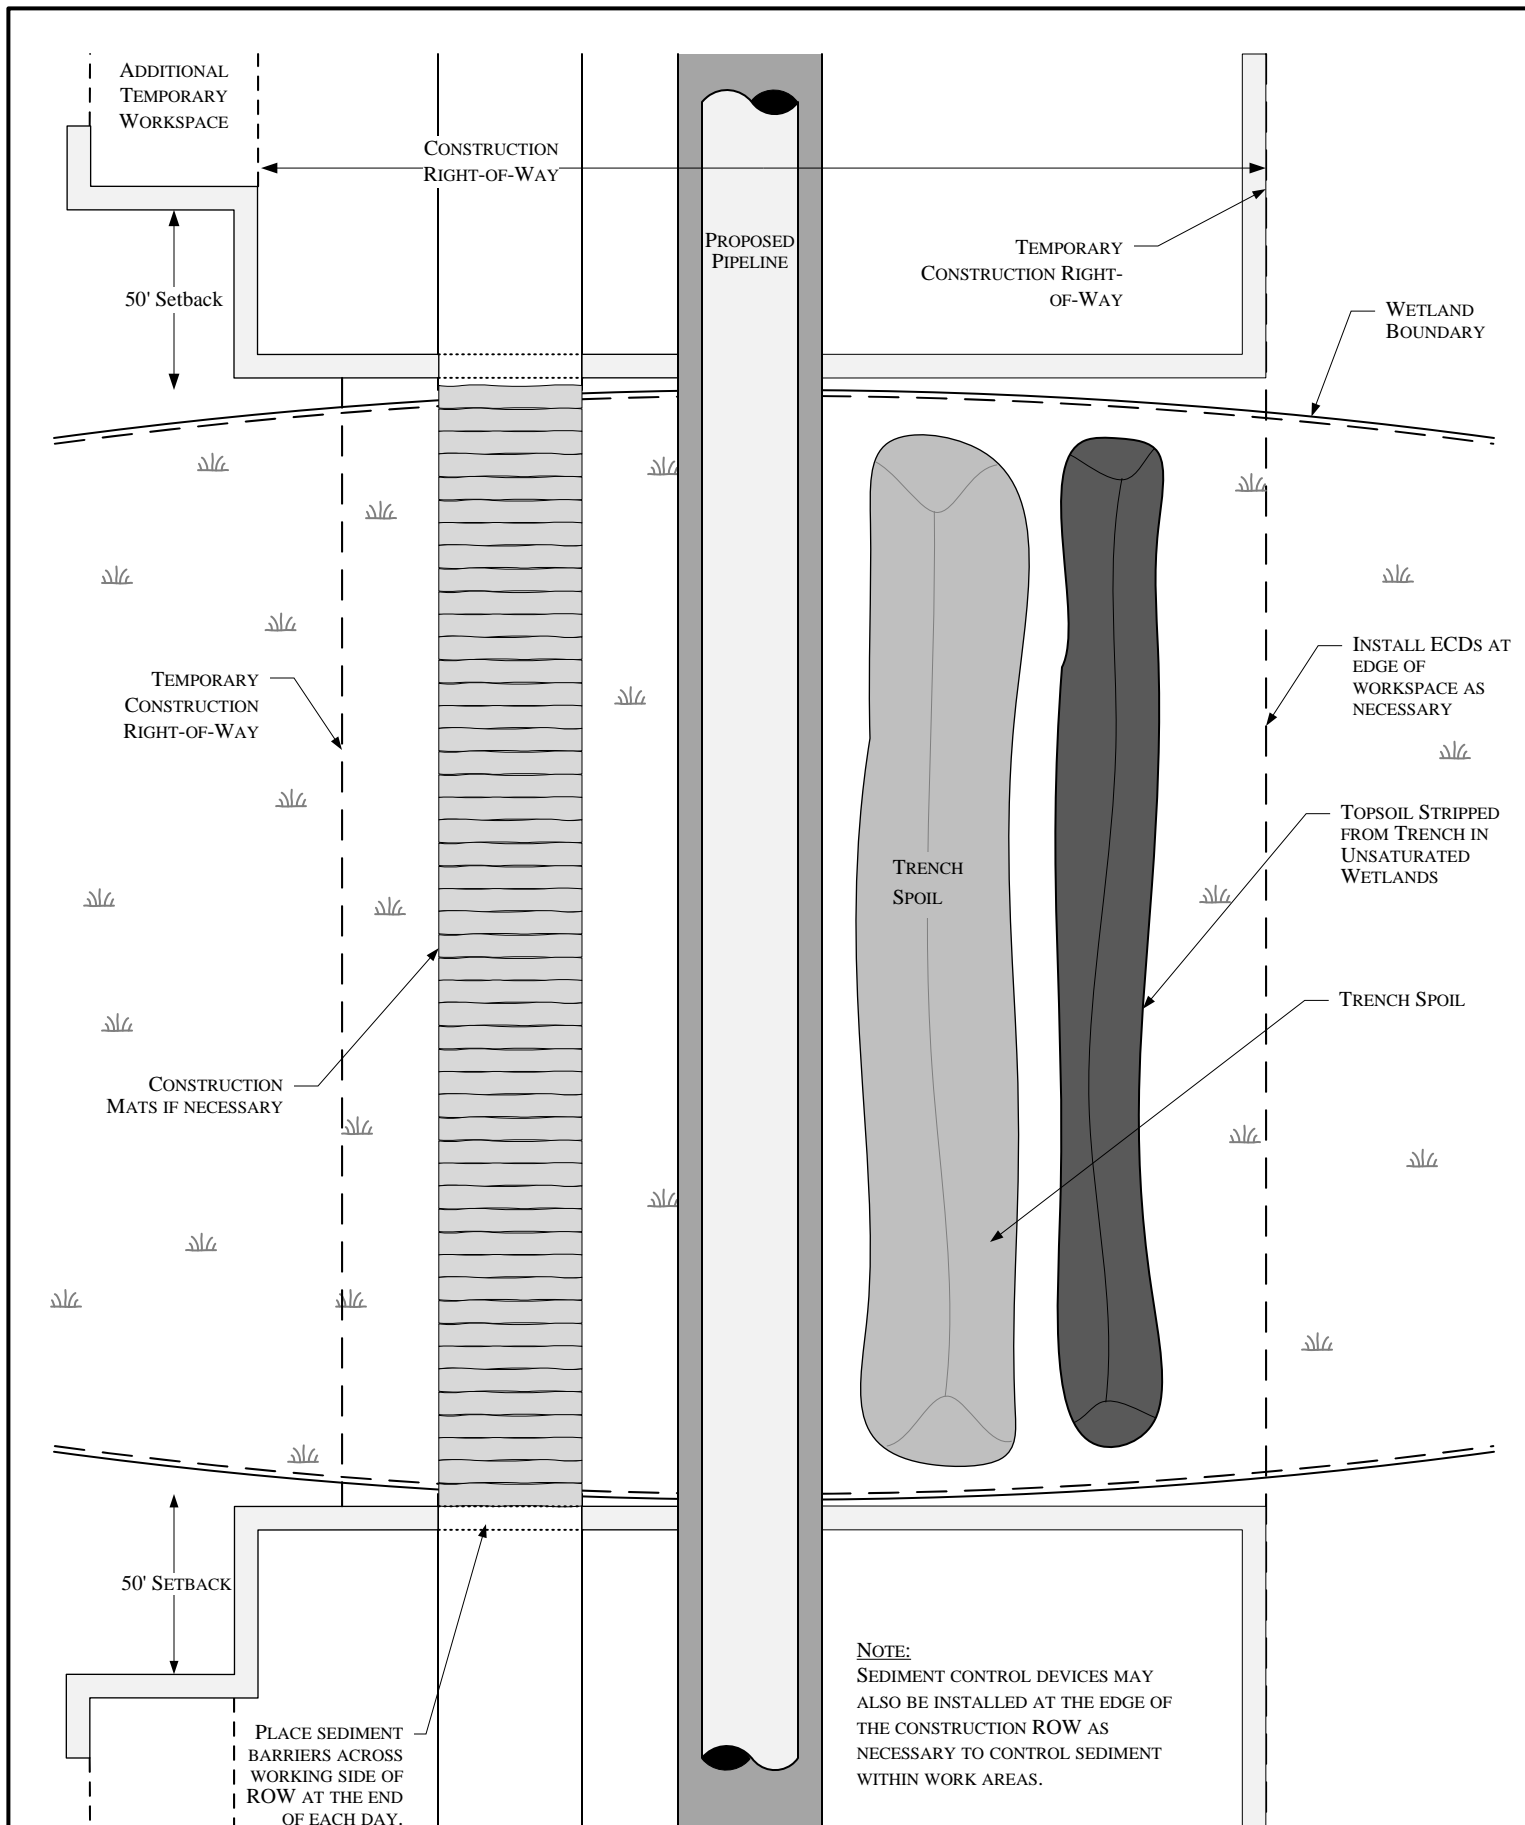 ADDITIONAL
TEMPORARY
WORKSPACE
CONSTRUCTION
RIGHT-OF-WAY
PROPOSED
PIPELINE
TEMPORARY
CONSTRUCTION RIGHT-
OF-WAY
50' Setback
WETLAND
BOUNDARY
INSTALL ECDS AT
EDGE OF
WORKSPACE AS
NECESSARY
TEMPORARY
CONSTRUCTION
RIGHT-OF-WAY
TOPSOIL STRIPPED
FROM TRENCH IN
UNSATURATED
WETLANDS
TRENCH
SPOIL
TRENCH SPOIL
CONSTRUCTION
MATS IF NECESSARY
50' SETBACK
PLACE SEDIMENT
BARRIERS ACROSS
WORKING SIDE OF
ROW AT THE END
OF EACH DAY.
NOTE:
SEDIMENT CONTROL DEVICES MAY
ALSO BE INSTALLED AT THE EDGE OF
THE CONSTRUCTION ROW AS
NECESSARY TO CONTROL SEDIMENT
WITHIN WORK AREAS.